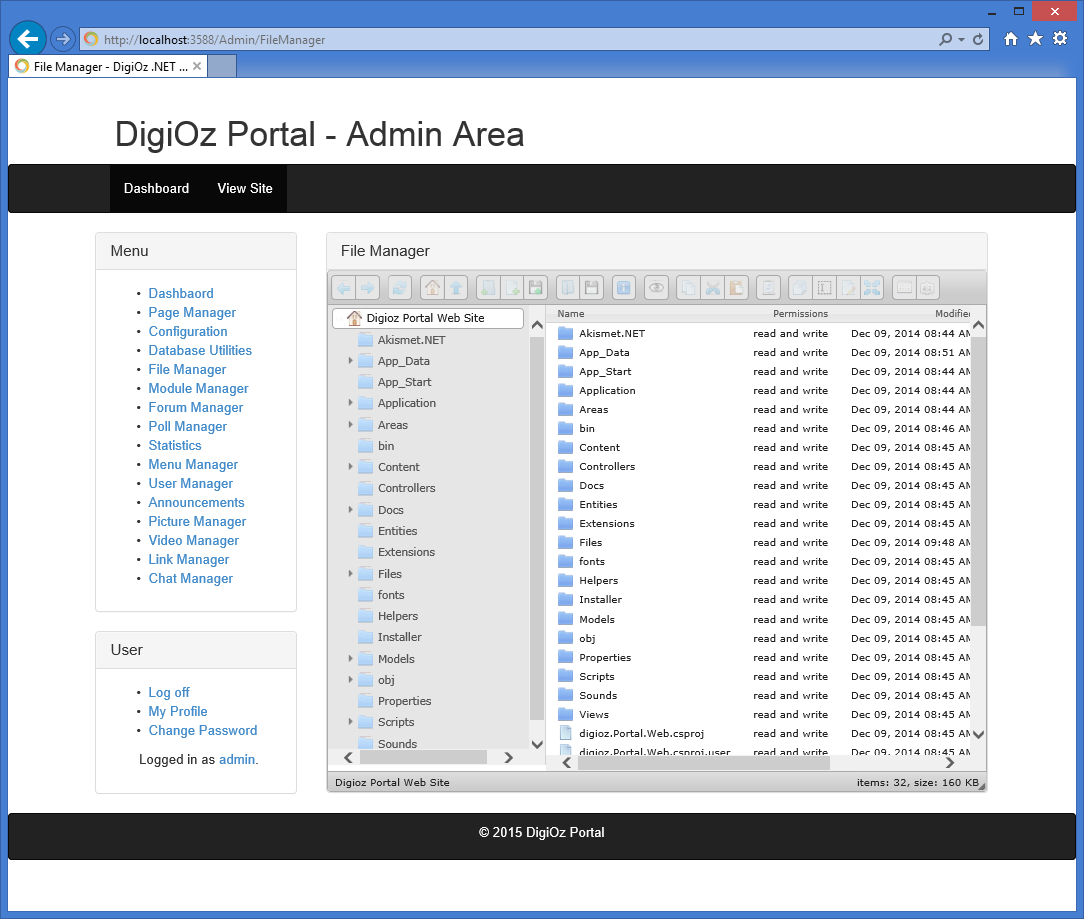 http://localhost:3588/Admin/FileManager
File Manager - DigiOz .NET ...
DigiOz Portal - Admin Area
Dashboard View Site
Menu
Dashbaord
Page Manager
Configuration
Database Utilities
File Manager
Module Manager
Forum Manager
Poll Manager
Statistics
Menu Manager
User Manager
Announcements
Picture Manager
Video Manager
Link Manager
Chat Manager
User
Log off
My Profile
Change Password
Logged in as admin.
File Manager
Digioz Portal Web Site
Akismet.NET
App_Data
App_Start
Application
Areas
bin
Content
Controllers
Docs
Entities
Extensions
Files
fonts
Helpers
Installer
Models
obj
Properties
Scripts
Sounds
Name Permissions Modified
Akismet.NET read and write Dec 09, 2014 08:44 AM
App_Data read and write Dec 09, 2014 08:51 AM
App_Start read and write Dec 09, 2014 08:44 AM
Application read and write Dec 09, 2014 08:44 AM
Areas read and write Dec 09, 2014 08:44 AM
bin read and write Dec 09, 2014 08:46 AM
Content read and write Dec 09, 2014 08:45 AM
Controllers read and write Dec 09, 2014 08:45 AM
Docs read and write Dec 09, 2014 08:45 AM
Entities read and write Dec 09, 2014 08:45 AM
Extensions read and write Dec 09, 2014 08:45 AM
Files read and write Dec 09, 2014 09:48 AM
fonts read and write Dec 09, 2014 08:45 AM
Helpers read and write Dec 09, 2014 08:45 AM
Installer read and write Dec 09, 2014 08:45 AM
Models read and write Dec 09, 2014 08:45 AM
obj read and write Dec 09, 2014 08:45 AM
Properties read and write Dec 09, 2014 08:45 AM
Scripts read and write Dec 09, 2014 08:45 AM
Sounds read and write Dec 09, 2014 08:45 AM
Views read and write Dec 09, 2014 08:45 AM
digioz.Portal.Web.csproj read and write Dec 09, 2014 08:45 AM
digioz.Portal.Web.csproj.user read and write Dec 09, 2014 08:45 AM
Digioz Portal Web Site items: 32, size: 160 KB
© 2015 DigiOz Portal